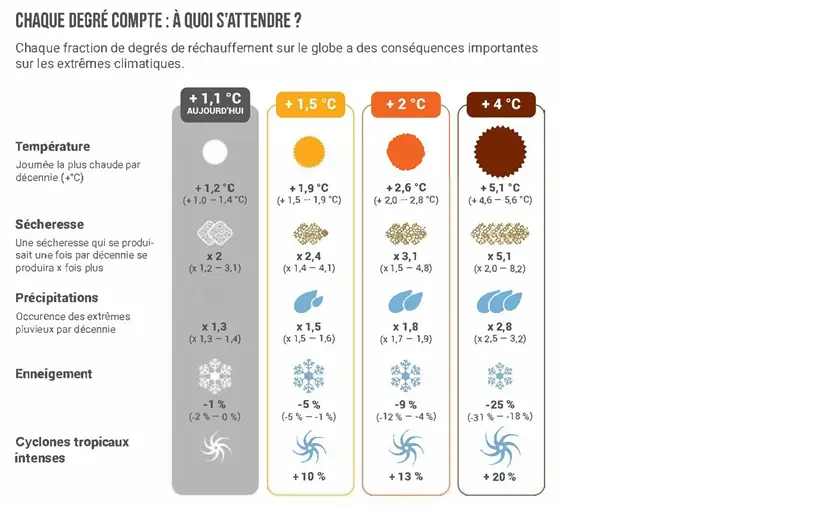 CHAQUE DEGRÉ COMPTE : À QUOI S'ATTENDRE ?
Chaque fraction de degrés de réchauffement sur le globe a des conséquences importantes
sur les extrêmes climatiques.
+ 1,1 °C
AUJOURD'HUI
+ 1,5 °C
+ 2 °C
+ 4 °C
Température
Journée la plus chaude par
décennie (+°C)
+ 1,2 °C
(+ 1,0 – 1,4 °C)
+ 1,9 °C
(+ 1,5 – 1,9 °C)
+ 2,6 °C
(+ 2,0 – 2,8 °C)
+ 5,1 °C
(+ 4,6 – 5,6 °C)
Sécheresse
Une sécheresse qui se produi-
sait une fois par décennie se
produira x fois plus
x 2
(x 1,2 – 3,1)
x 2,4
(x 1,4 – 4,1)
x 3,1
(x 1,5 – 4,8)
x 5,1
(x 2,0 – 8,2)
Précipitations
Occurence des extrêmes
pluvieux par décennie
x 1,3
(x 1,3 – 1,4)
x 1,5
(x 1,5 – 1,6)
x 1,8
(x 1,7 – 1,9)
x 2,8
(x 2,5 – 3,2)
Enneigement
-1 %
(-2 % – 0 %)
-5 %
(-5 % – -1 %)
-9 %
(-12 % – -4 %)
-25 %
(-31 % – -18 %)
Cyclones tropicaux
intenses
+ 10 %
+ 13 %
+ 20 %